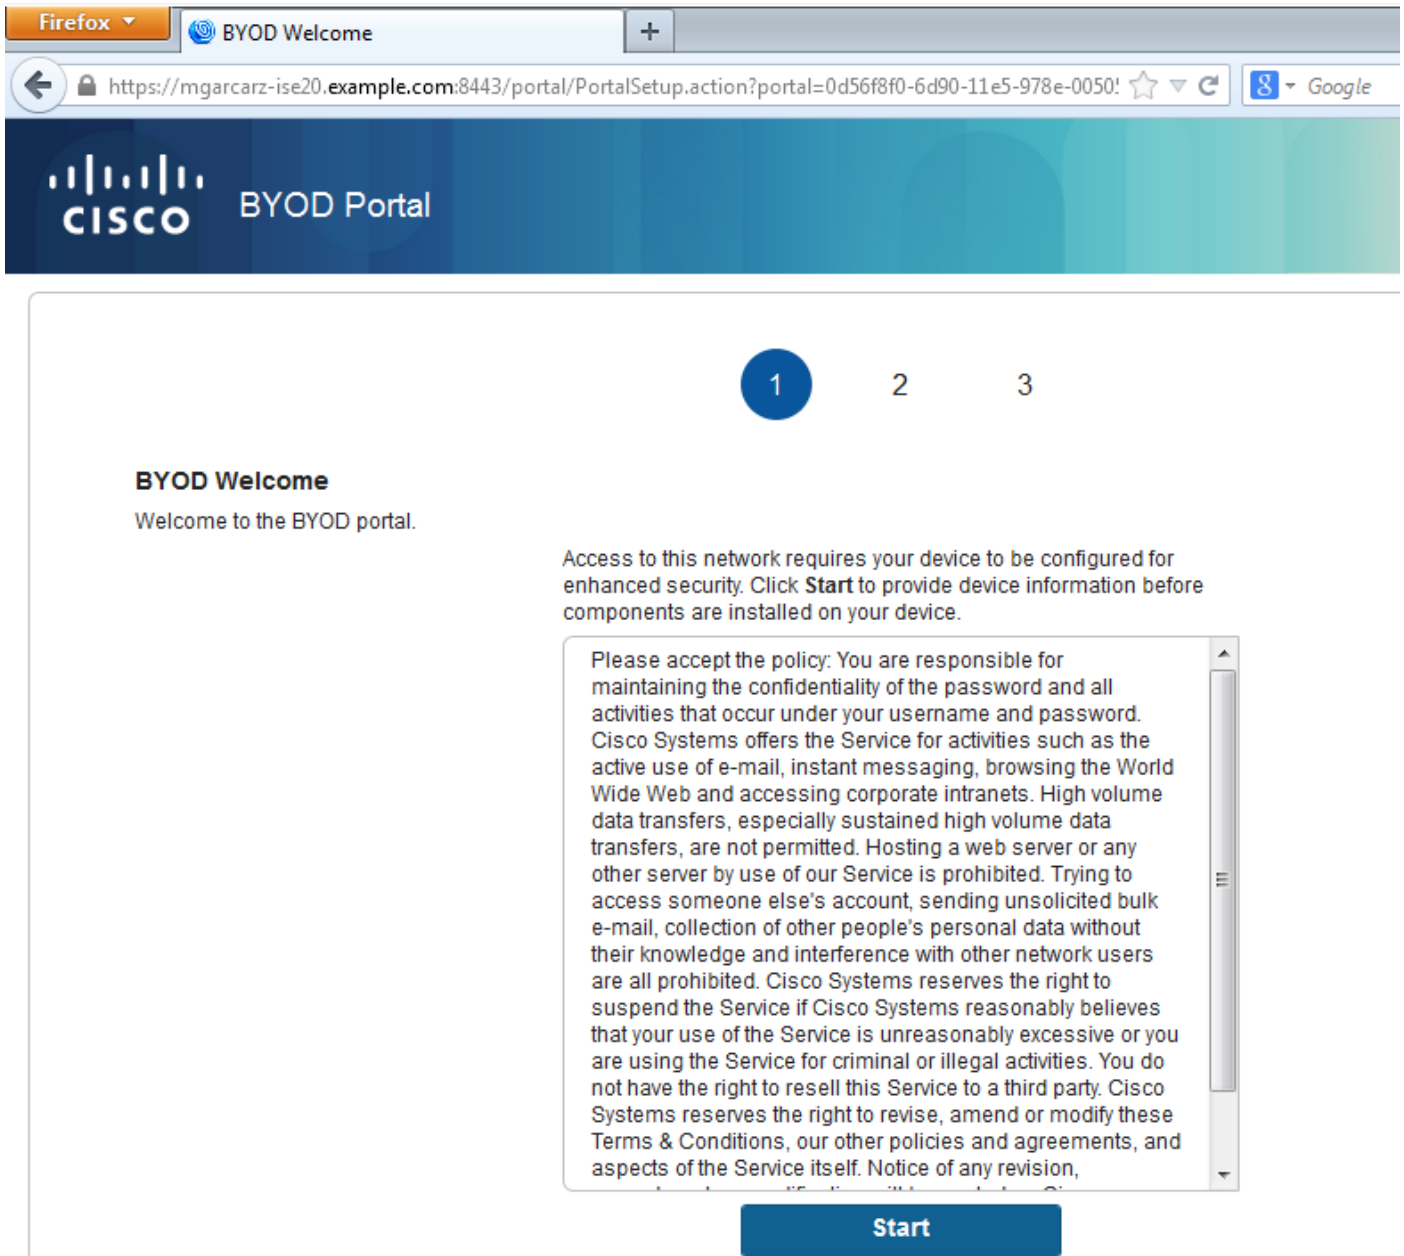 Firefox
BYOD Welcome
+
https://mgarcarz-ise20.example.com:8443/portal/PortalSetup.action?portal=0d56f8f0-6d90-11e5-978e-0050
8 Google
CISCO BYOD Portal
1 2 3
BYOD Welcome
Welcome to the BYOD portal.
Access to this network requires your device to be configured for
enhanced security. Click Start to provide device information before
components are installed on your device.
Please accept the policy: You are responsible for
maintaining the confidentiality of the password and all
activities that occur under your username and password.
Cisco Systems offers the Service for activities such as the
active use of e-mail, instant messaging, browsing the World
Wide Web and accessing corporate intranets. High volume
data transfers, especially sustained high volume data
transfers, are not permitted. Hosting a web server or any
other server by use of our Service is prohibited. Trying to
access someone else's account, sending unsolicited bulk
e-mail, collection of other people's personal data without
their knowledge and interference with other network users
are all prohibited. Cisco Systems reserves the right to
suspend the Service if Cisco Systems reasonably believes
that your use of the Service is unreasonably excessive or you
are using the Service for criminal or illegal activities. You do
not have the right to resell this Service to a third party. Cisco
Systems reserves the right to revise, amend or modify these
Terms & Conditions, our other policies and agreements, and
aspects of the Service itself. Notice of any revision,
Start